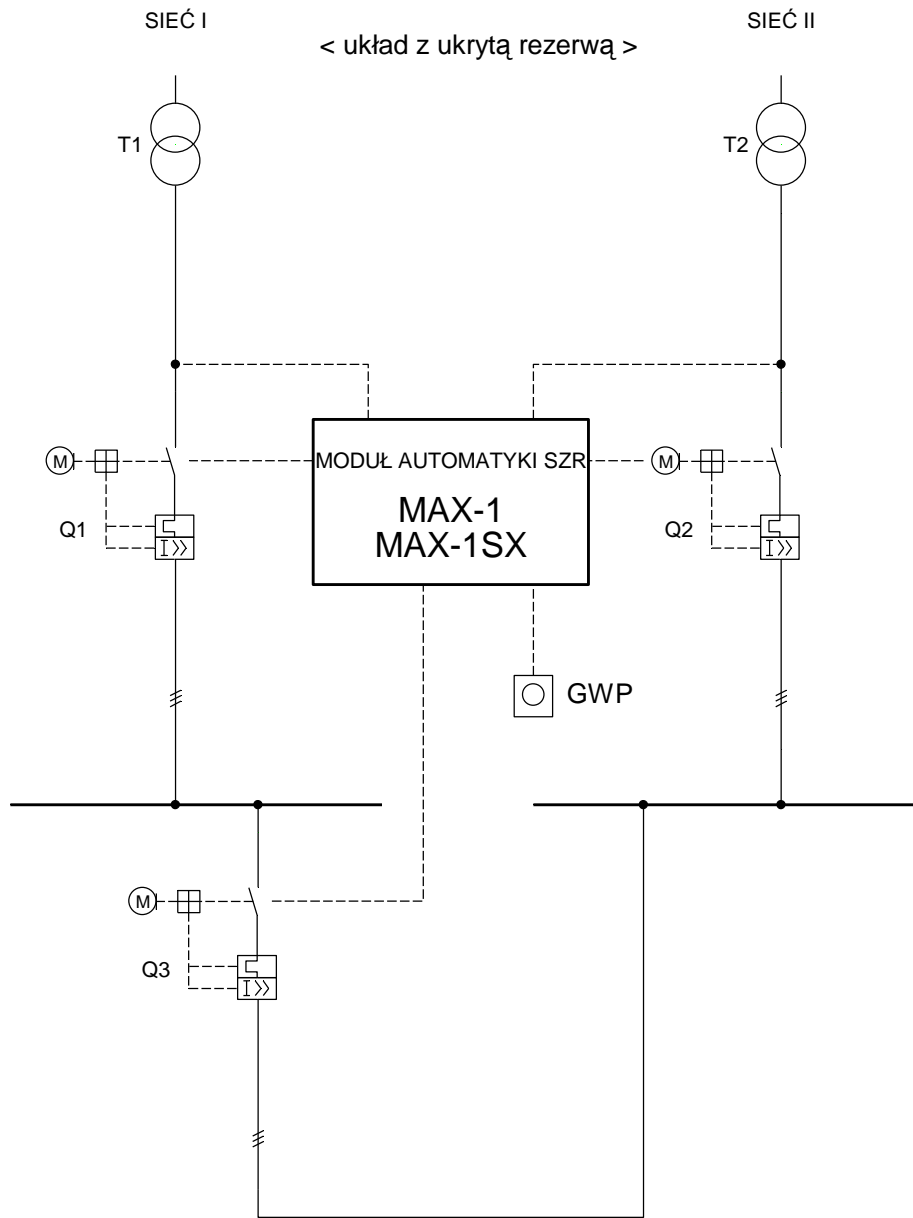 SIEĆ I
SIEĆ II
< układ z ukrytą rezerwą >
T1
T2
M
MODUŁ AUTOMATYKI SZR
M
MAX-1
MAX-1SX
Q1
I>>
Q2
I>>
GWP
M
Q3
I>>